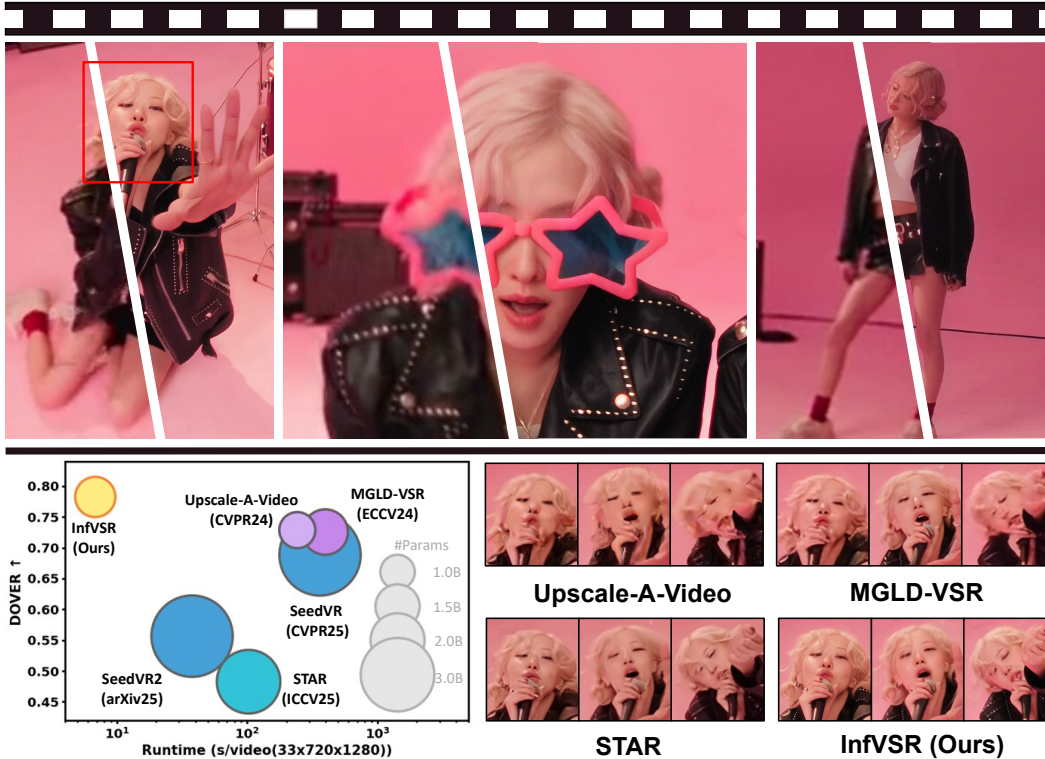 0.80
0.75
0.70
0.65
0.60
0.55
0.50
0.45
DOVER ↑
InfVSR
(Ours)
Upscale-A-Video
(CVPR24)
MGLD-VSR
(ECCV24)
#Params
1.0B
1.5B
2.0B
3.0B
SeedVR
(CVPR25)
SeedVR2
(arXiv25)
STAR
(ICCV25)
10¹
10²
10³
Runtime (s/video(33x720x1280))
Upscale-A-Video
MGLD-VSR
STAR
InfVSR (Ours)